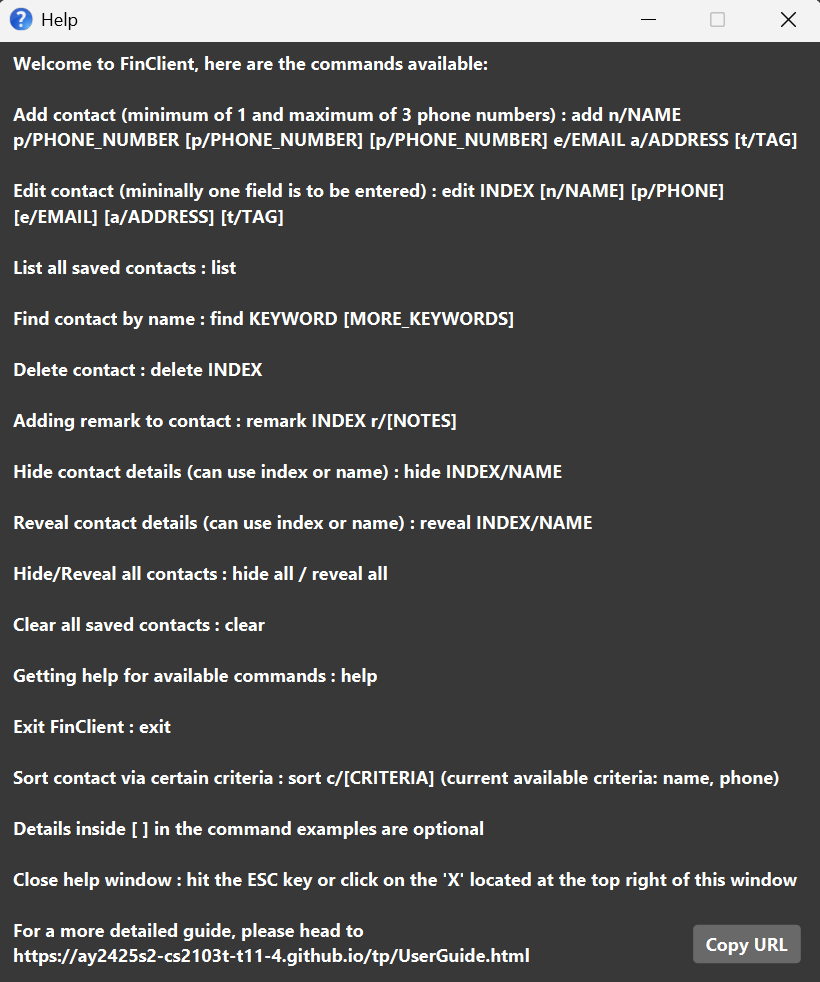 Help
Welcome to FinClient, here are the commands available:
Add contact (minimum of 1 and maximum of 3 phone numbers) : add n/NAME
p/PHONE_NUMBER [p/PHONE_NUMBER] [p/PHONE_NUMBER] e/EMAIL a/ADDRESS [t/TAG]
Edit contact (mininally one field is to be entered) : edit INDEX [n/NAME] [p/PHONE]
[e/EMAIL] [a/ADDRESS] [t/TAG]
List all saved contacts : list
Find contact by name : find KEYWORD [MORE_KEYWORDS]
Delete contact : delete INDEX
Adding remark to contact : remark INDEX r/[NOTES]
Hide contact details (can use index or name) : hide INDEX/NAME
Reveal contact details (can use index or name) : reveal INDEX/NAME
Hide/Reveal all contacts : hide all / reveal all
Clear all saved contacts : clear
Getting help for available commands : help
Exit FinClient : exit
Sort contact via certain criteria : sort c/[CRITERIA] (current available criteria: name, phone)
Details inside [ ] in the command examples are optional
Close help window : hit the ESC key or click on the 'X' located at the top right of this window
For a more detailed guide, please head to
https://ay2425s2-cs2103t-t11-4.github.io/tp/UserGuide.html
Copy URL